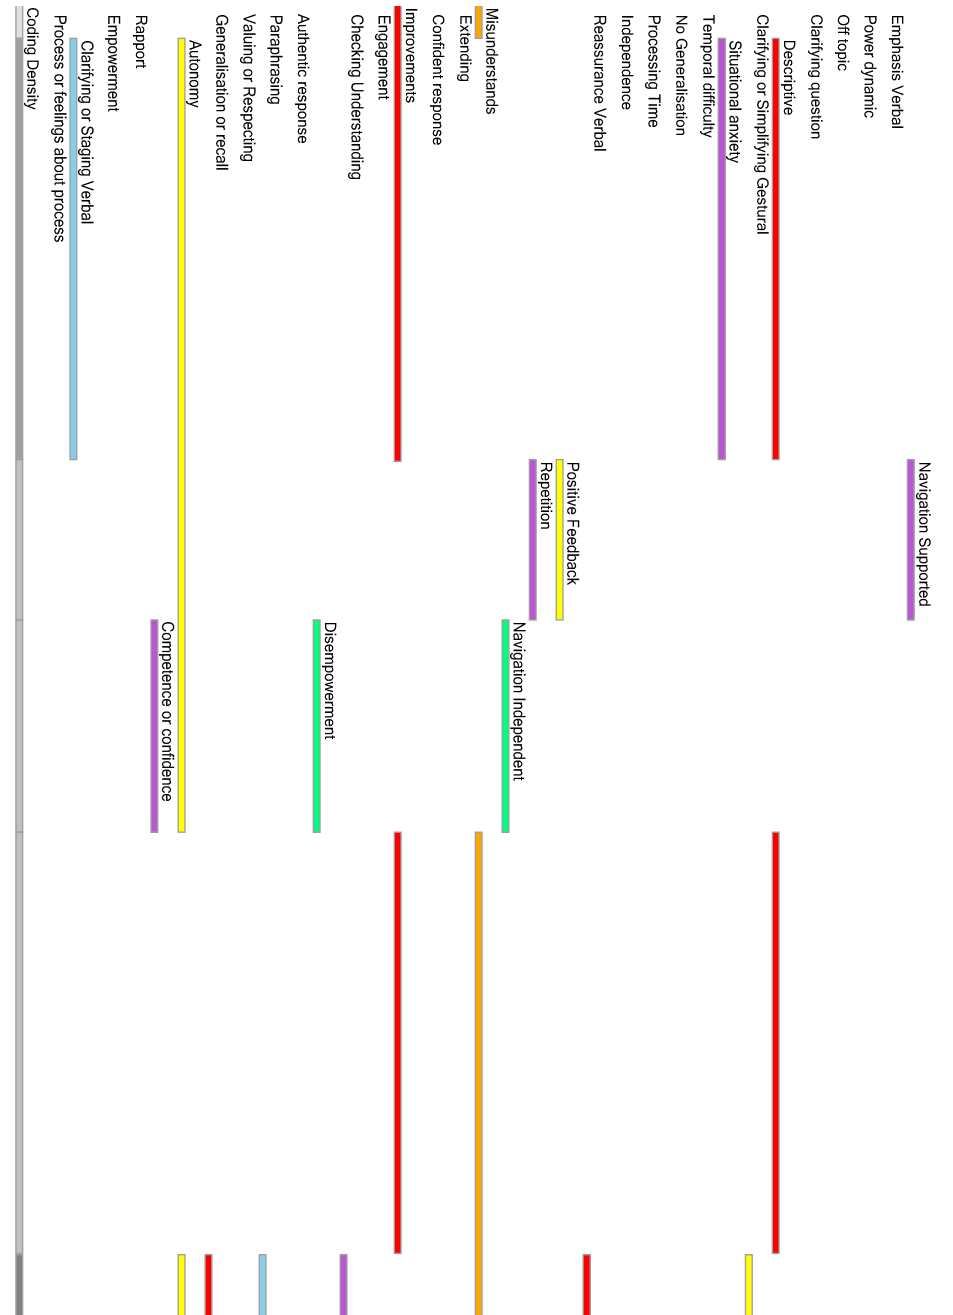 Coding Density
Process or feelings about process
Clarifying or Staging Verbal
Empowerment
Rapport
Competence or confidence
Autonomy
Generalisation or recall
Valuing or Respecting
Paraphrasing
Authentic response
Disempowerment
Checking Understanding
Engagement
Improvements
Confident response
Extending
Misunderstands
Navigation Independent
Repetition
Positive Feedback
Reassurance Verbal
Independence
Processing Time
No Generalisation
Temporal difficulty
Situational anxiety
Clarifying or Simplifying Gestural
Descriptive
Clarifying question
Off topic
Power dynamic
Emphasis Verbal
Navigation Supported